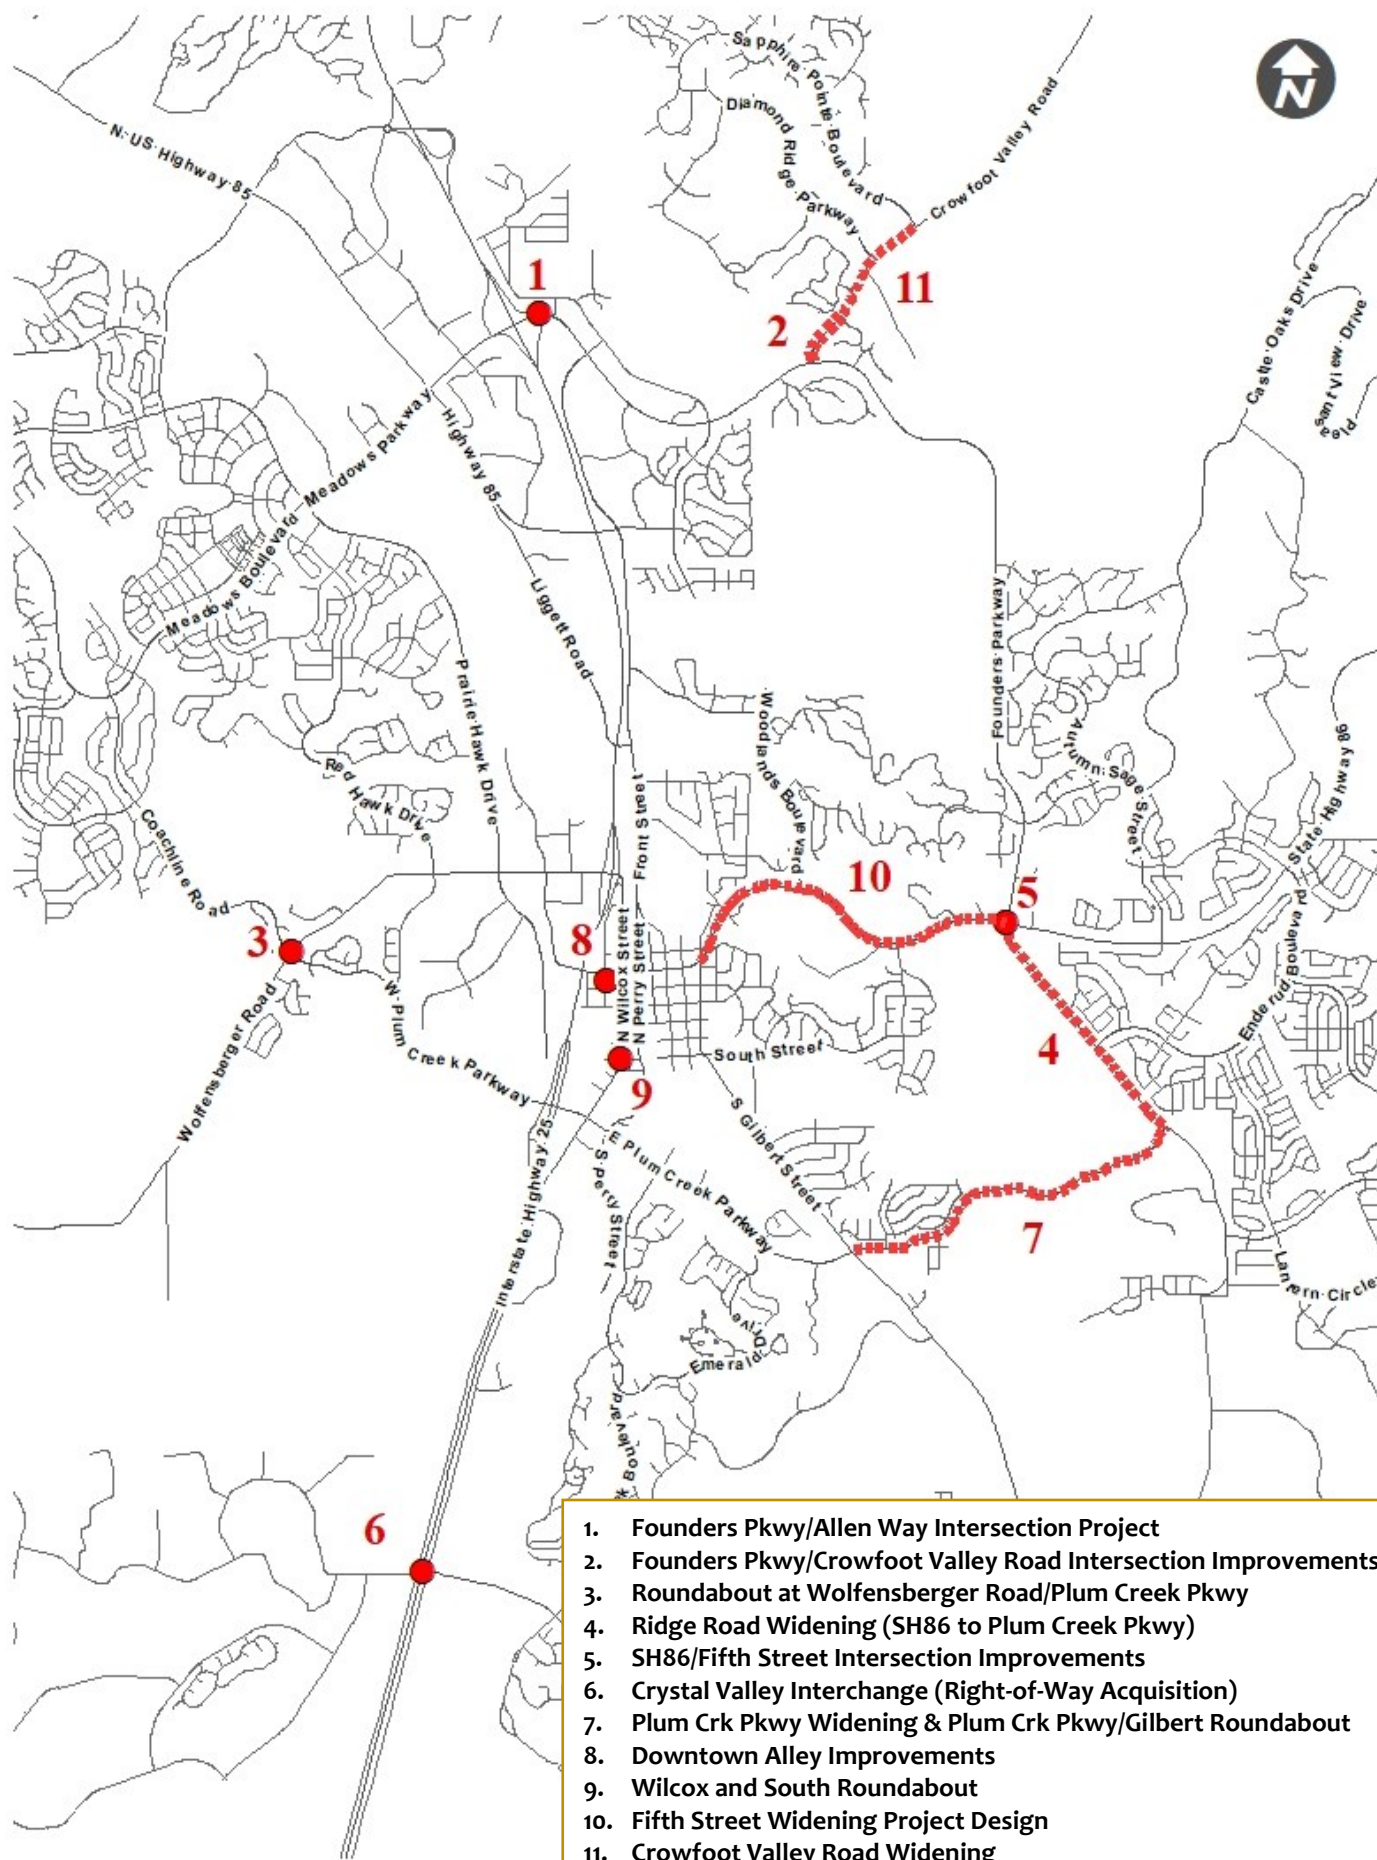 Sapphire Pointe Boulevard
N
Diamond Ridge Parkway
Crowfoot Valley Road
N US Highway 85
1
11
2
Castle Oaks Drive
Pleasant View Drive
Meadows Parkway
Highway 85
Meadows Boulevard
Liggett Road
Founders Parkway
Prairie Hawk Drive
Woodlands Boulevard
Autumn Sage Street
State Highway 86
Red Hawk Drive
Front Street
Coachline Road
10
5
3
8
N Wilcox Street
N Perry Street
Enderud Boulevard
W Plum Creek Parkway
Wolfensberger Road
South Street
4
9
S Gilbert Street
Interstate Highway 25
E Plum Creek Parkway
S Perry Street
7
Lantern Circle
Emerald Drive
k Boulevard
6
1. Founders Pkwy/Allen Way Intersection Project
2. Founders Pkwy/Crowfoot Valley Road Intersection Improvements
3. Roundabout at Wolfensberger Road/Plum Creek Pkwy
4. Ridge Road Widening (SH86 to Plum Creek Pkwy)
5. SH86/Fifth Street Intersection Improvements
6. Crystal Valley Interchange (Right-of-Way Acquisition)
7. Plum Crk Pkwy Widening & Plum Crk Pkwy/Gilbert Roundabout
8. Downtown Alley Improvements
9. Wilcox and South Roundabout
10. Fifth Street Widening Project Design
11. Crowfoot Valley Road Widening